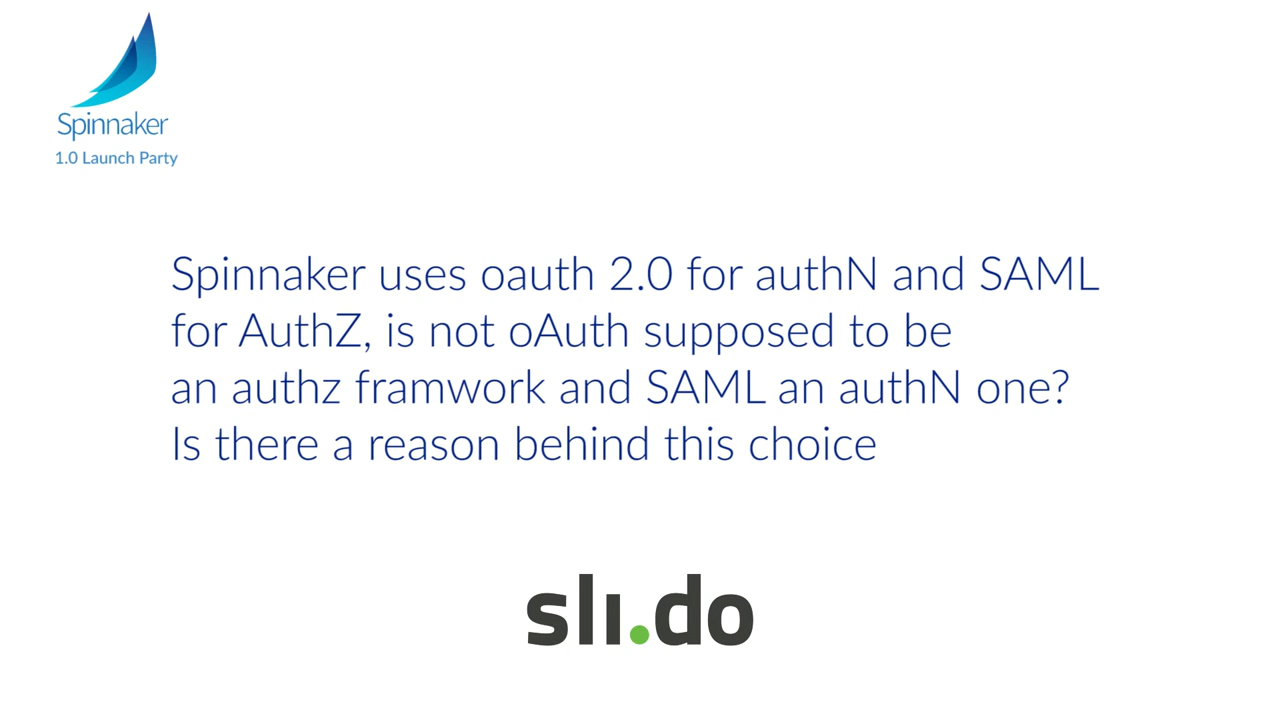 Spinnaker
1.0 Launch Party
Spinnaker uses oauth 2.0 for authN and SAML
for AuthZ, is not oAuth supposed to be
an authz framwork and SAML an authN one?
Is there a reason behind this choice
sli.do